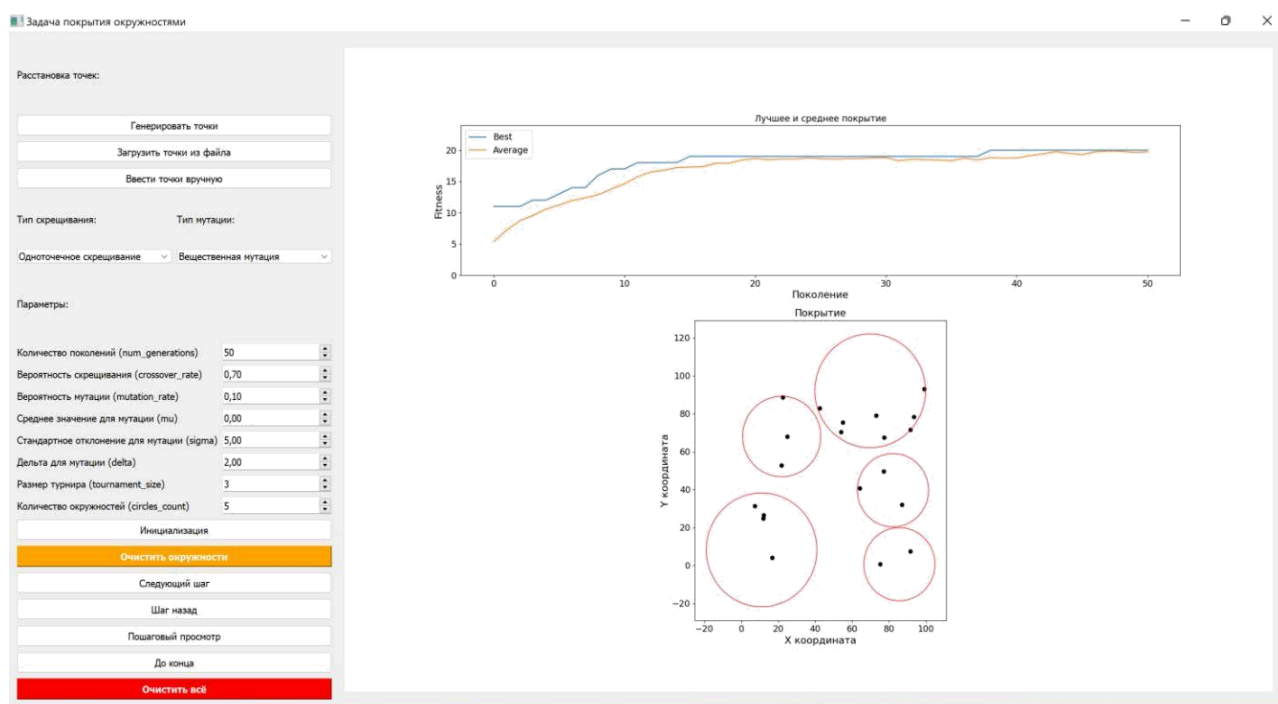 Задача покрытия окружностями
Расстановка точек:
Генерировать точки
Загрузить точки из файла
Ввести точки вручную
Тип скрещивания: Тип мутации:
Одноточечное скрещивание Вещественная мутация
Параметры:
Количество поколений (num_generations) 50
Вероятность скрещивания (crossover_rate) 0,70
Вероятность мутации (mutation_rate) 0,10
Среднее значение для мутации (mu) 0,00
Стандартное отклонение для мутации (sigma) 5,00
Дельта для мутации (delta) 2,00
Размер турнира (tournament_size) 3
Количество окружностей (circles_count) 5
Инициализация
Очистить окружности
Следующий шаг
Шаг назад
Пошаговый просмотр
До конца
Очистить всё
Лучшее и среднее покрытие
Best
Average
Fitness
20
15
10
5
0
0 10 20 30 40 50
Поколение
Покрытие
Y координата
120
100
80
60
40
20
0
−20
−20 0 20 40 60 80 100
X координата